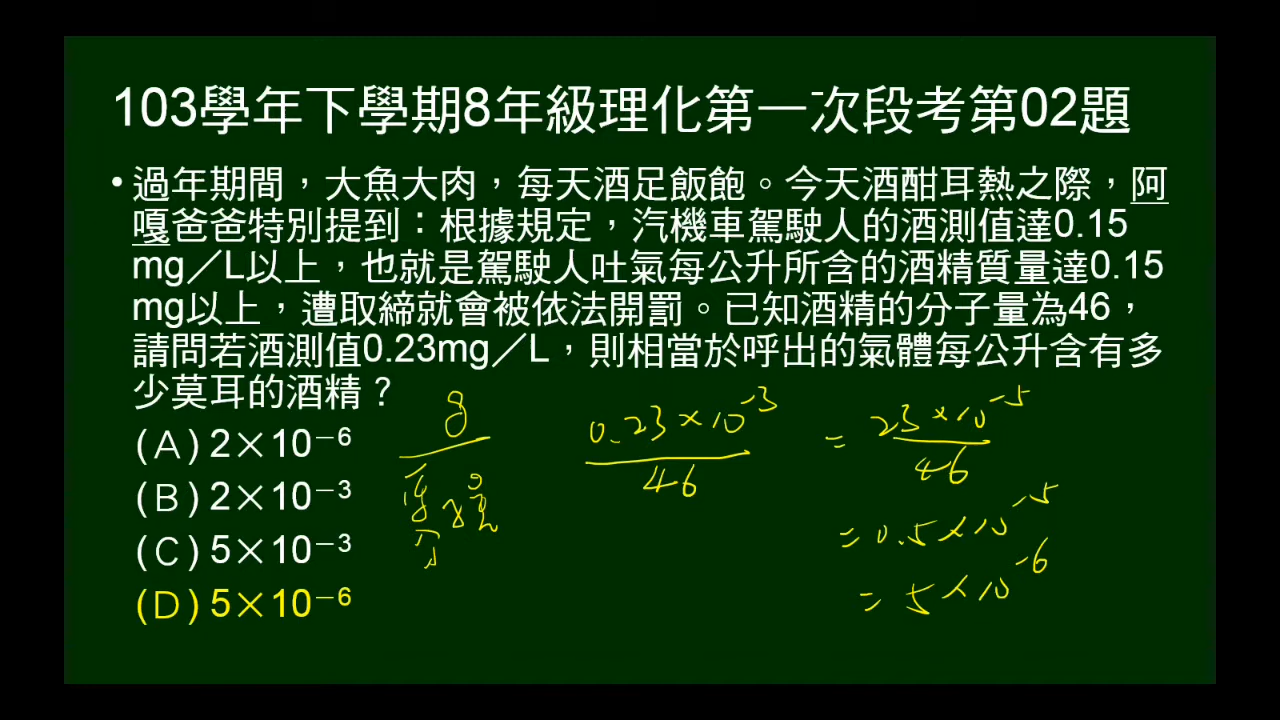 103學年下學期8年級理化第一次段考第02題
•過年期間，大魚大肉，每天酒足飯飽。今天酒酣耳熱之際，阿
嘎爸爸特別提到：根據規定，汽機車駕駛人的酒測值達0.15
mg／L以上，也就是駕駛人吐氣每公升所含的酒精質量達0.15
mg以上，遭取締就會被依法開罰。已知酒精的分子量為46，
請問若酒測值0.23mg／L，則相當於呼出的氣體每公升含有多
少莫耳的酒精？
(A) 2×10⁻⁶
(B) 2×10⁻³
(C) 5×10⁻³
(D) 5×10⁻⁶
g
分子量
0.23×10⁻³
46
= 23×10⁻⁵
46
= 0.5×10⁻⁵
= 5×10⁻⁶